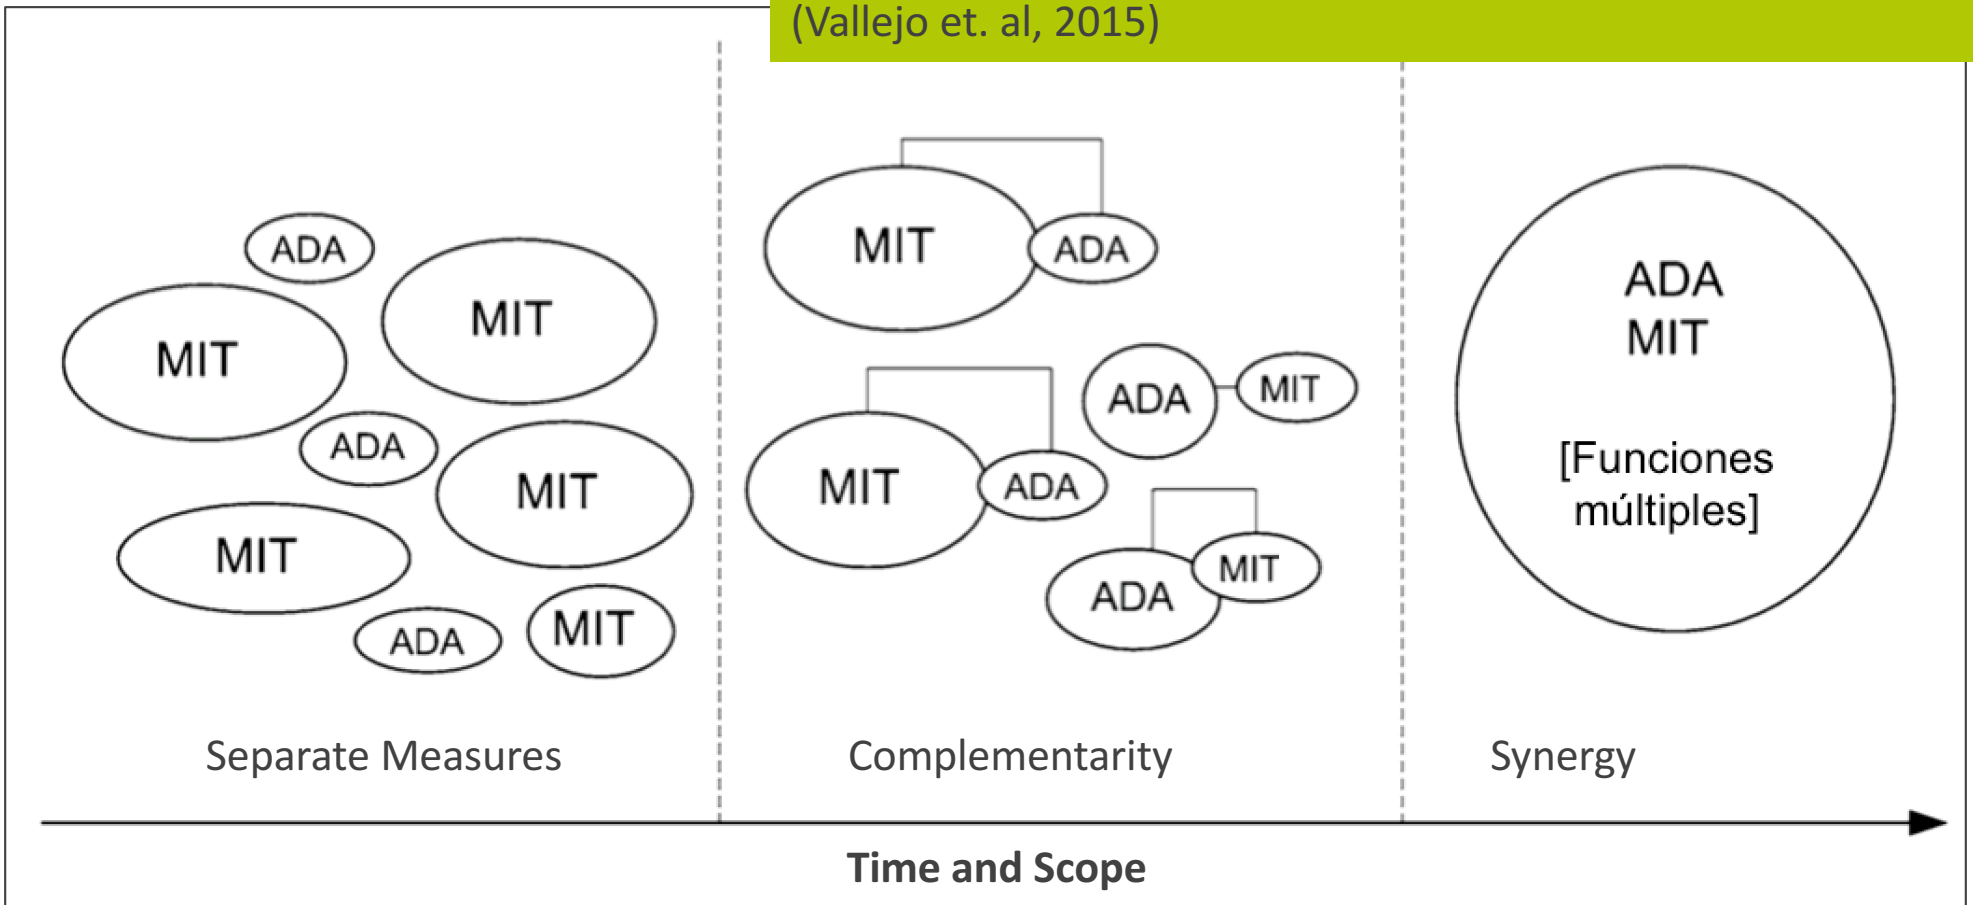 (Vallejo et. al, 2015)
ADA
MIT
MIT
ADA
MIT
MIT
ADA
MIT
MIT
ADA
ADA
MIT
MIT
ADA
ADA
MIT
ADA
MIT
[Funciones
múltiples]
Separate Measures
Complementarity
Synergy
Time and Scope